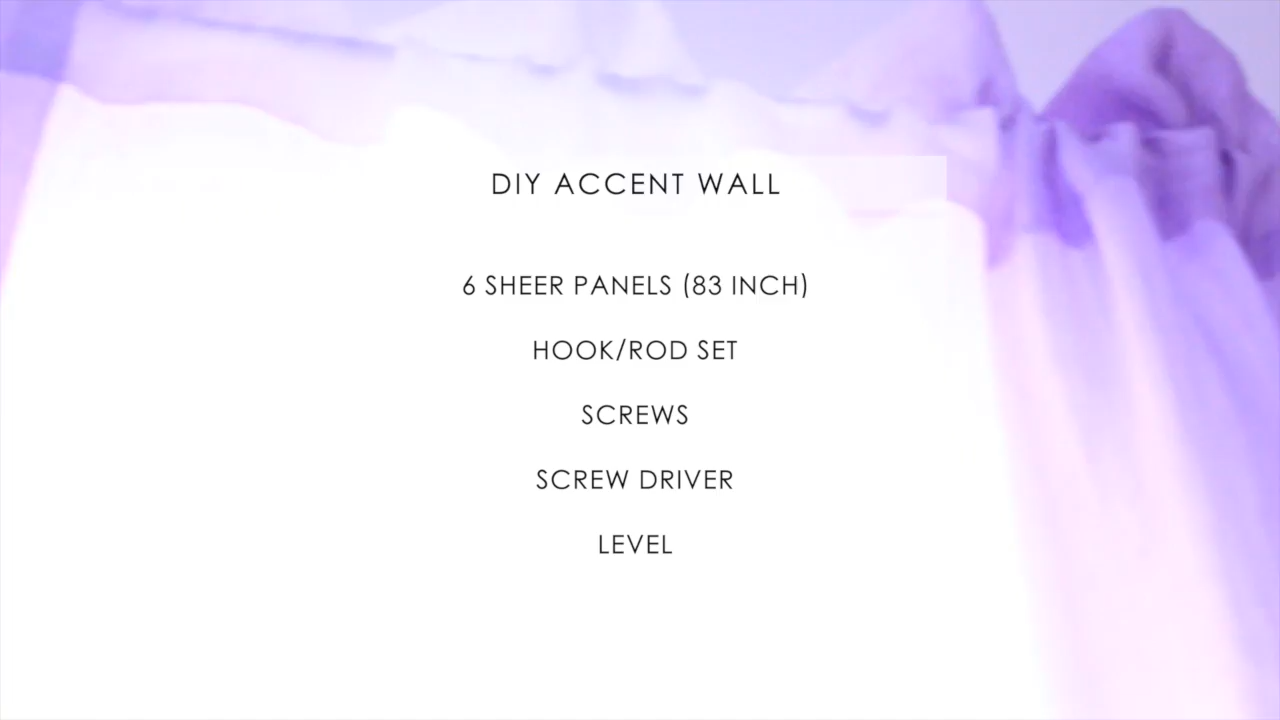 DIY ACCENT WALL
6 SHEER PANELS (83 INCH)
HOOK/ROD SET
SCREWS
SCREW DRIVER
LEVEL